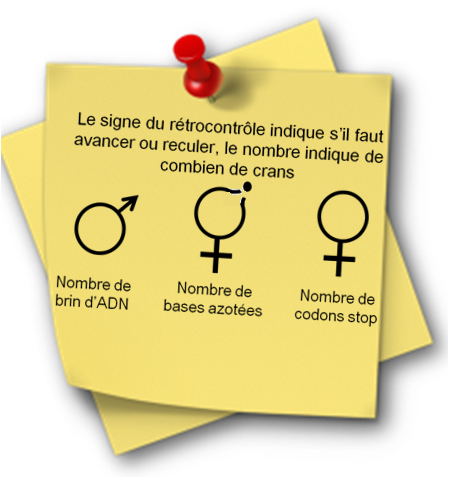 Le signe du rétrocontrôle indique s'il faut
avancer ou reculer, le nombre indique de
combien de crans
Nombre de
brin d'ADN
Nombre de
bases azotées
Nombre de
codons stop